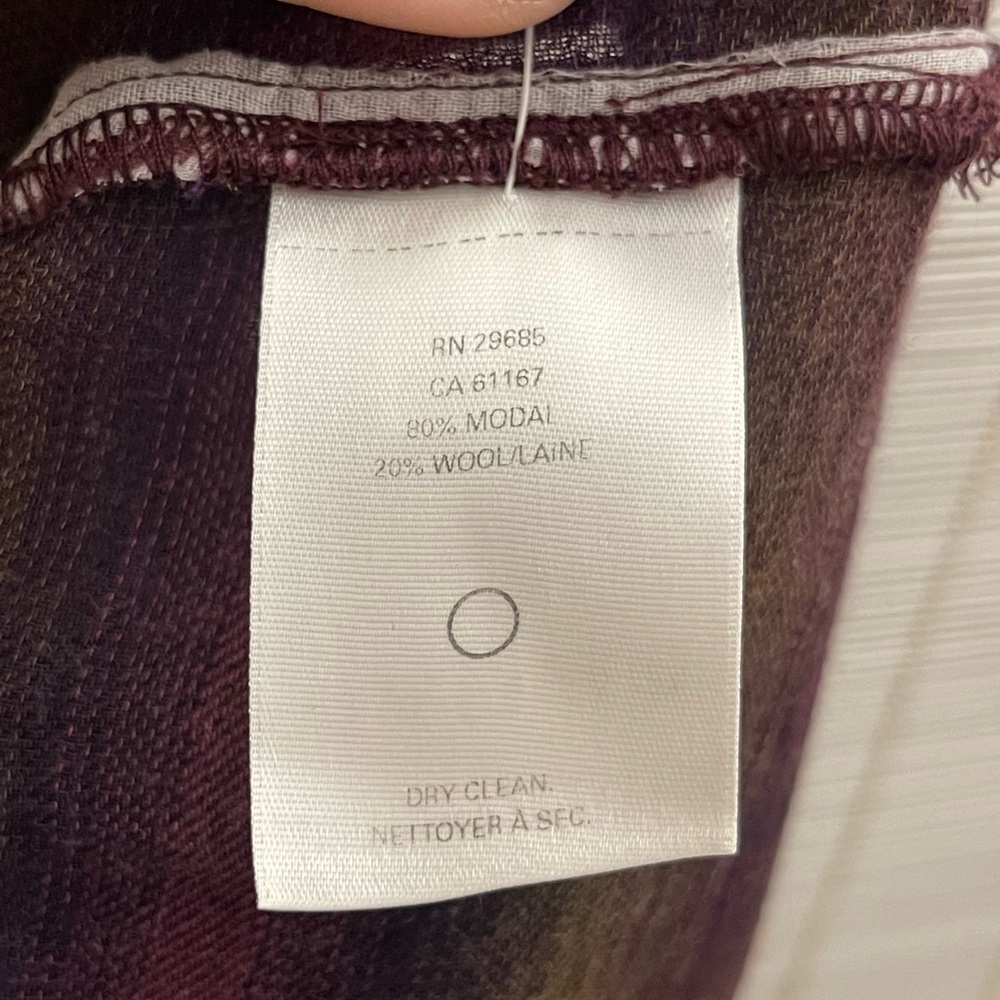 RN 29685
CA 61167
80% MODAL
20% WOOL/LAINE
DRY CLEAN.
NETTOYER À SEC.